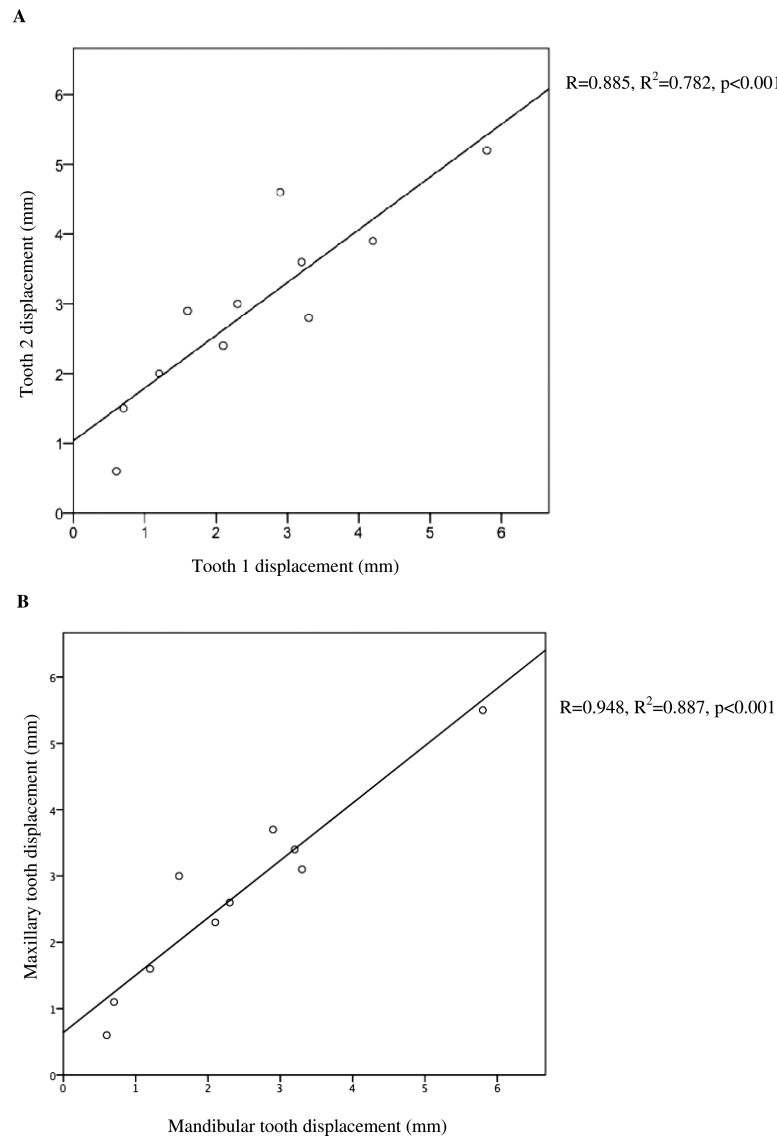 A
R=0.885, R²=0.782, p<0.001
6
5
4
3
2
1
0
0 1 2 3 4 5 6
Tooth 2 displacement (mm)
Tooth 1 displacement (mm)
B
R=0.948, R²=0.887, p<0.001
6
5
4
3
2
1
0
0 1 2 3 4 5 6
Maxillary tooth displacement (mm)
Mandibular tooth displacement (mm)